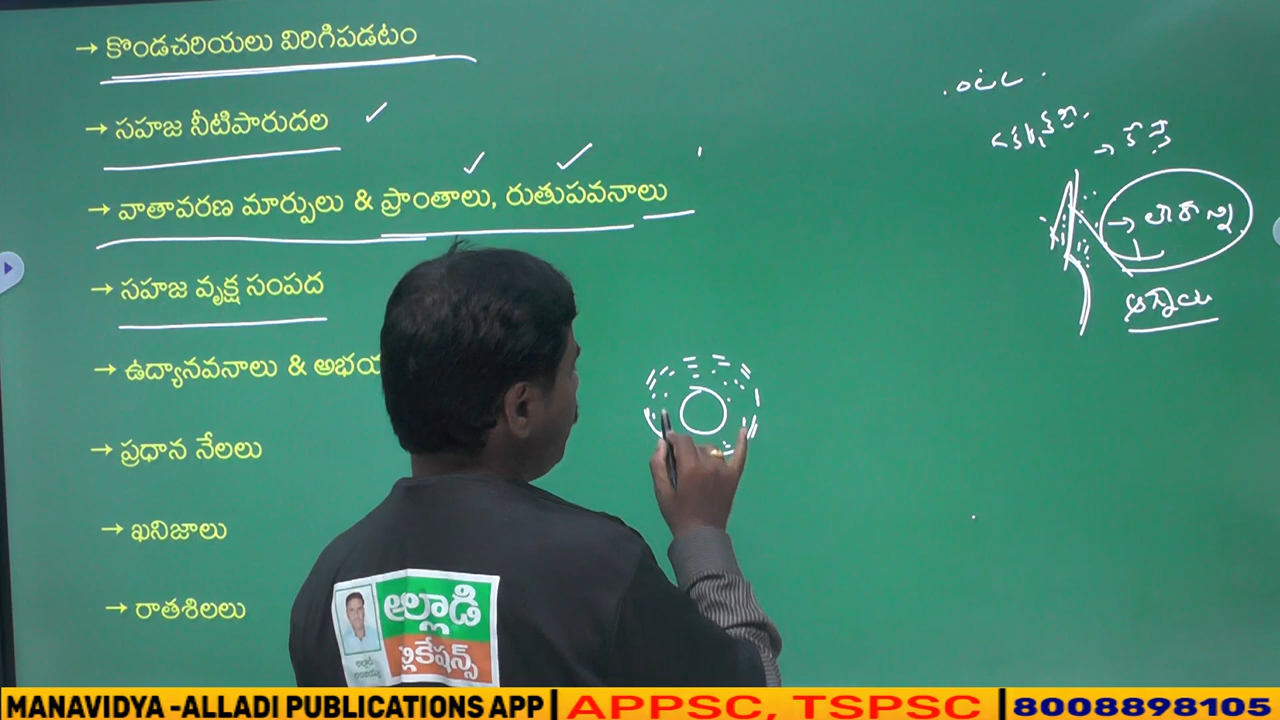 → కొండచరియలు విరిగిపడటం
→ సహజ నీటిపారుదల
→ వాతావరణ మార్పులు & ప్రాంతాలు, రుతుపవనాలు
→ సహజ వృక్ష సంపద
→ ఉద్యానవనాలు & అభయ
→ ప్రధాన నేలలు
→ ఖనిజాలు
→ రాతశిలలు
అల్లాడి
బ్లికేషన్స్
MANAVIDYA -ALLADI PUBLICATIONS APP | APPSC, TSPSC | 8008898105